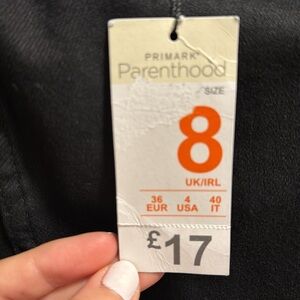 PRIMARK®
Parenthood
SIZE
8
UK/IRL
36 4 40
EUR USA IT
£17